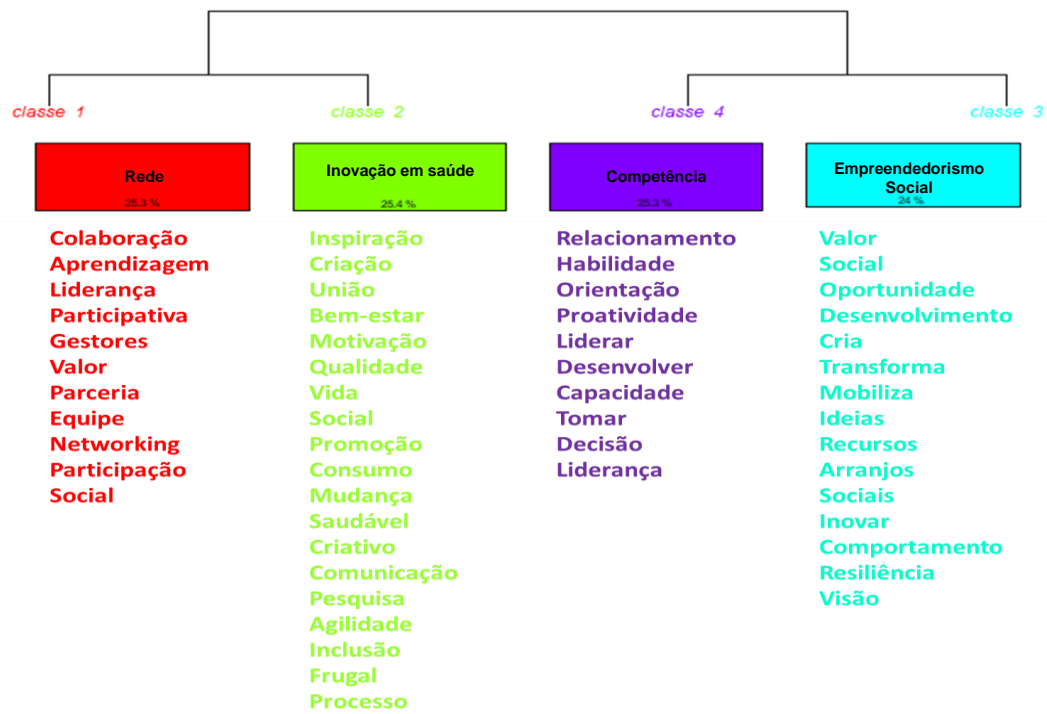 classe 1
classe 2
classe 4
classe 3
Rede
25.3 %
Inovação em saúde
25.4 %
Competência
25.3 %
Empreendedorismo
Social
24 %
Colaboração
Aprendizagem
Liderança
Participativa
Gestores
Valor
Parceria
Equipe
Networking
Participação
Social
Inspiração
Criação
União
Bem-estar
Motivação
Qualidade
Vida
Social
Promoção
Consumo
Mudança
Saudável
Criativo
Comunicação
Pesquisa
Agilidade
Inclusão
Frugal
Processo
Relacionamento
Habilidade
Orientação
Proatividade
Liderar
Desenvolver
Capacidade
Tomar
Decisão
Liderança
Valor
Social
Oportunidade
Desenvolvimento
Cria
Transforma
Mobiliza
Ideias
Recursos
Arranjos
Sociais
Inovar
Comportamento
Resiliência
Visão